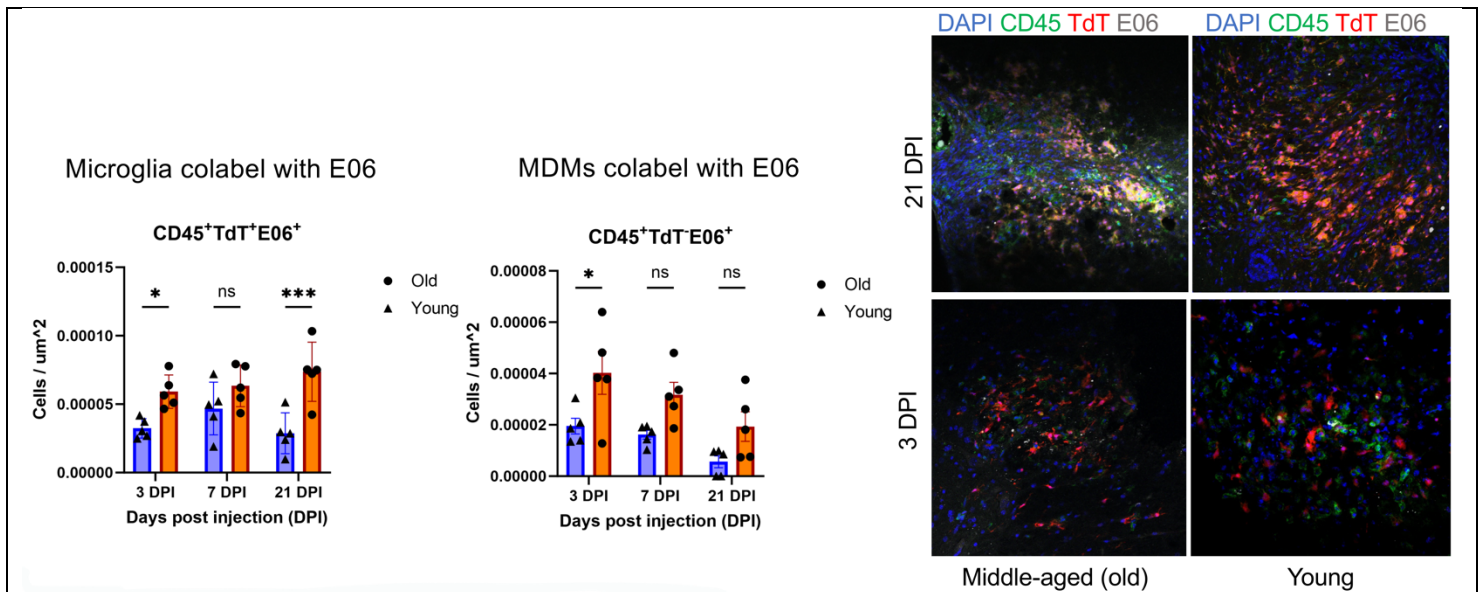 Microglia colabel with E06
CD45⁺TdT⁺E06⁺
0.00015
0.00010
0.00005
0.00000
Cells / um^2
* ns ***
3 DPI 7 DPI 21 DPI
Days post injection (DPI)
Old
Young
MDMs colabel with E06
CD45⁺TdT⁻E06⁺
0.00008
0.00006
0.00004
0.00002
0.00000
Cells / um^2
* ns ns
3 DPI 7 DPI 21 DPI
Days post injection (DPI)
Old
Young
DAPI CD45 TdT E06 DAPI CD45 TdT E06
21 DPI
3 DPI
Middle-aged (old) Young